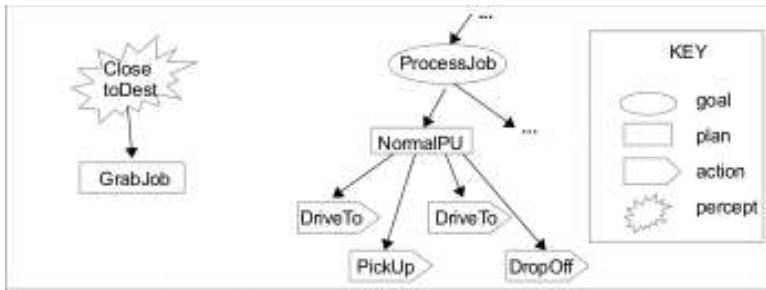 ...
Close
toDest
ProcessJob
...
GrabJob
NormalPU
DriveTo
DriveTo
PickUp
DropOff
KEY
goal
plan
action
percept